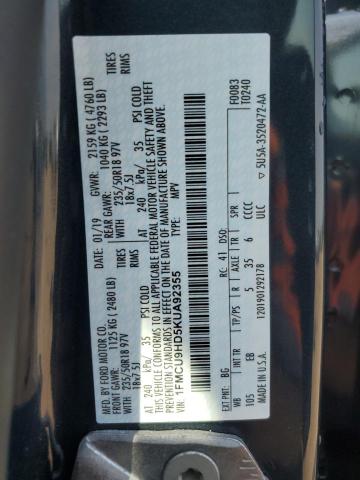 MFD. BY FORD MOTOR CO.
DATE: 01/19 GVWR: 2159 KG ( 4760 LB)
FRONT GAWR: 1125 KG ( 2480 LB) REAR GAWR: 1040 KG ( 2293 LB)
WITH 235/50R18 97V TIRES WITH 235/50R18 97V TIRES
18x7.5J RIMS 18x7.5J RIMS
AT 240 kPa/ 35 PSI COLD AT 240 kPa/ 35 PSI COLD
THIS VEHICLE CONFORMS TO ALL APPLICABLE FEDERAL MOTOR VEHICLE SAFETY AND THEFT
PREVENTION STANDARDS IN EFFECT ON THE DATE OF MANUFACTURE SHOWN ABOVE.
VIN: 1FMCU9HD5KUA92355
TYPE: MPV
F0083
T0240
EXT PNT: BG RC: 41 DSO:
WB INT TR TP/PS R AXLE TR SPR
105 EB 5 35 6 CCCC
MADE IN U.S.A. 1201901292178 ULC
5U5A-3520472-AA